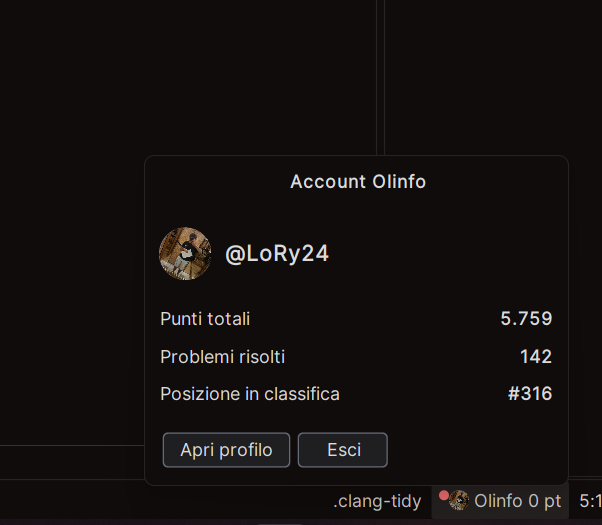 Account Olinfo
@LoRy24
Punti totali 5.759
Problemi risolti 142
Posizione in classifica #316
Apri profilo Esci
.clang-tidy Olinfo 0 pt 5:1